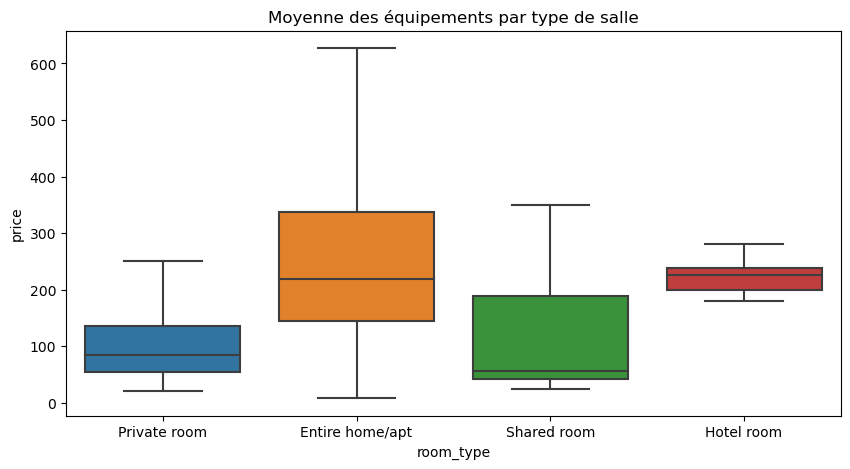 Moyenne des équipements par type de salle
price
600
500
400
300
200
100
0
Private room
Entire home/apt
Shared room
Hotel room
room_type